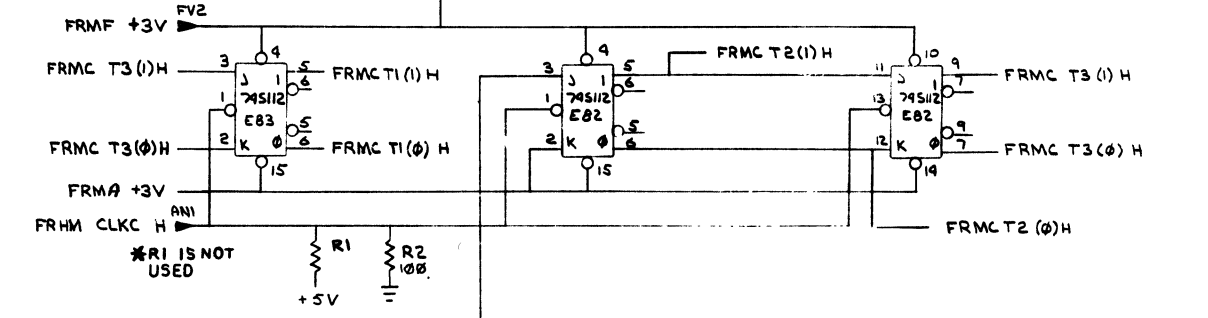 FV2
FRMF +3V
4
4
10
FRMC T3(1)H
3
J
1
5
FRMC T1(1) H
6
74S112
1
E83
5
FRMC T3(Ø)H
2
K
Ø
6
FRMC T1(Ø) H
15
3
J
1
5
FRMC T2(1)H
6
74S112
1
E82
5
2
K
Ø
6
15
11
J
1
9
FRMC T3(1) H
7
74S112
13
E82
9
12
K
Ø
7
FRMC T3(Ø) H
14
FRMA +3V
AN1
FRHM CLKC H
FRMC T2(Ø)H
*R1 IS NOT
USED
R1
+5V
R2
1ØØ.